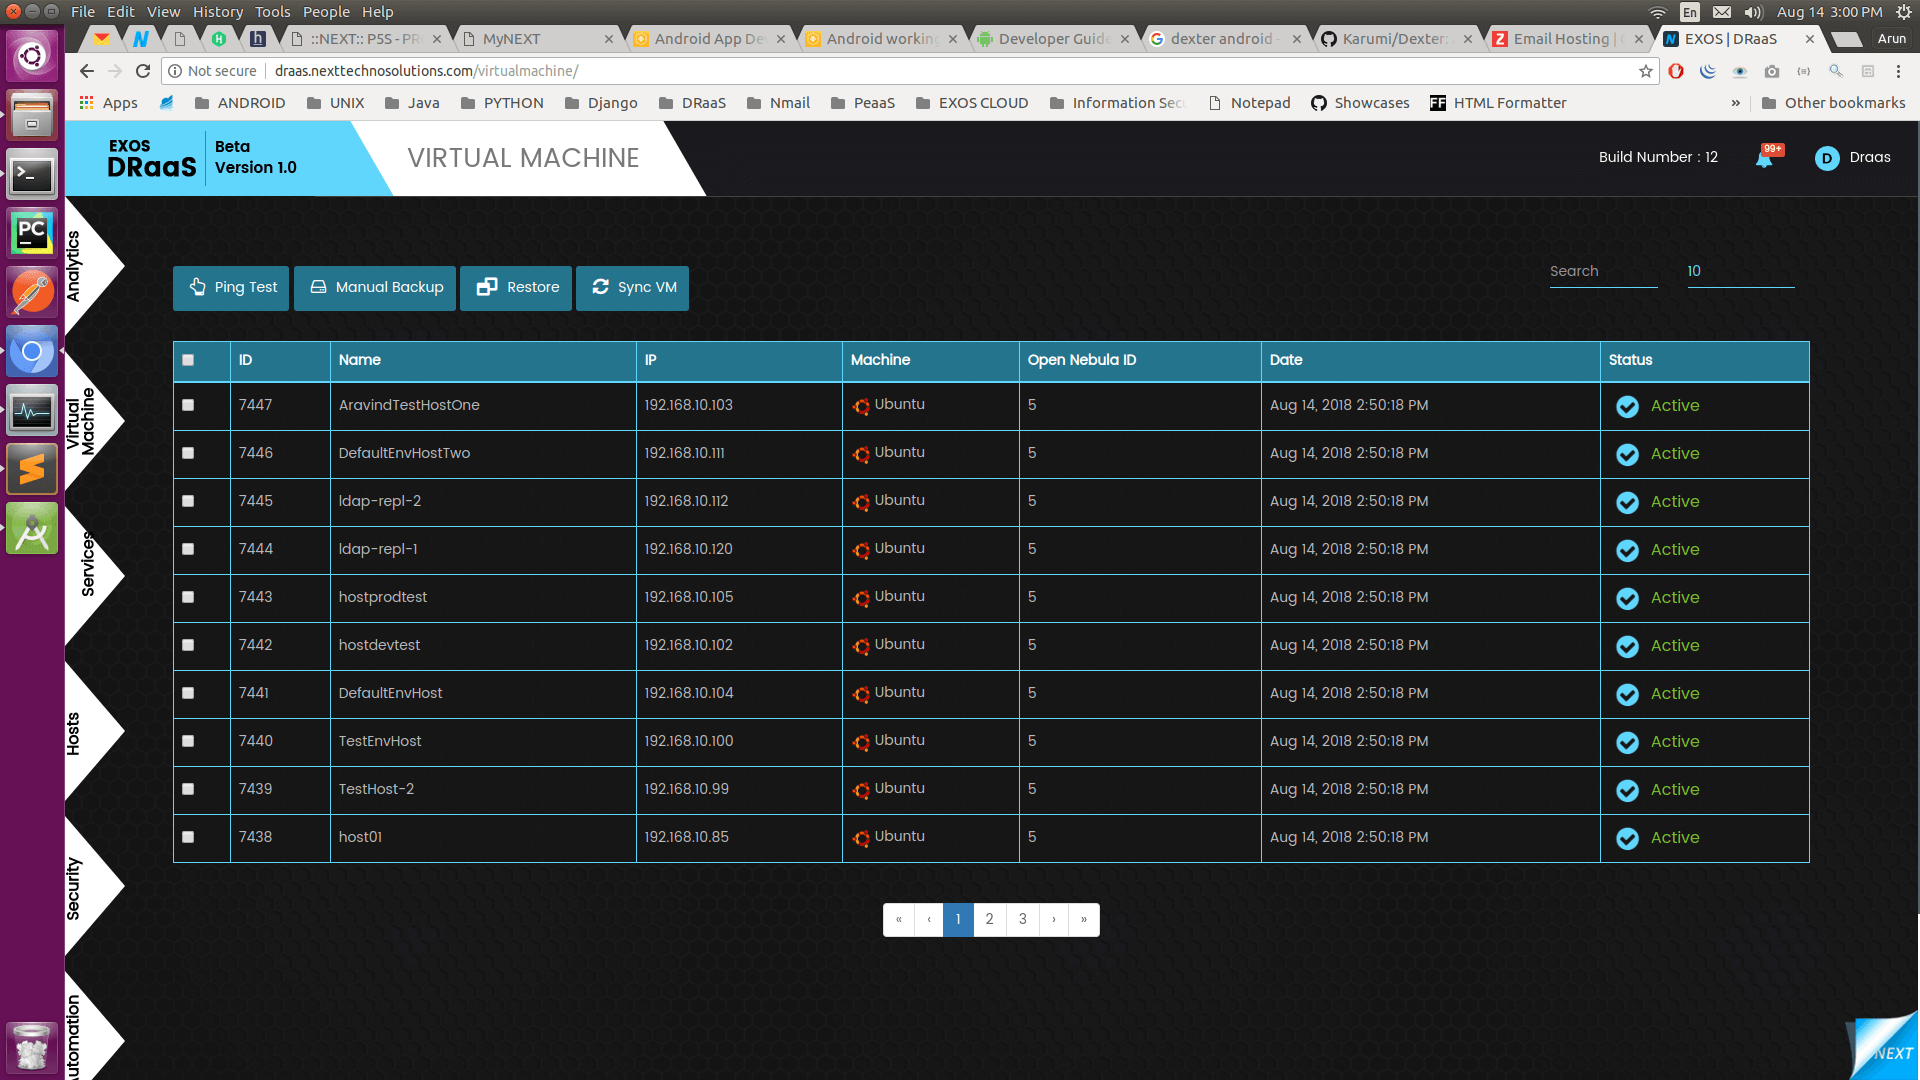 File Edit View History Tools People Help
En Aug 14 3:00 PM
::NEXT:: P5S - PR MyNEXT Android App De Android working Developer Guide dexter android - Karumi/Dexter: Email Hosting | EXOS | DRaaS Arun
Not secure draas.nexttechnosolutions.com/virtualmachine/
Apps ANDROID UNIX Java PYTHON Django DRaaS Nmail PeaaS EXOS CLOUD Information Sec Notepad Showcases FF HTML Formatter » Other bookmarks
EXOS
DRaaS
Beta
Version 1.0
VIRTUAL MACHINE
Build Number : 12
99+
D Draas
Analytics
Virtual
Machine
Services
Hosts
Security
Automation
Ping Test Manual Backup Restore Sync VM
Search 10
ID Name IP Machine Open Nebula ID Date Status
7447 AravindTestHostOne 192.168.10.103 Ubuntu 5 Aug 14, 2018 2:50:18 PM Active
7446 DefaultEnvHostTwo 192.168.10.111 Ubuntu 5 Aug 14, 2018 2:50:18 PM Active
7445 ldap-repl-2 192.168.10.112 Ubuntu 5 Aug 14, 2018 2:50:18 PM Active
7444 ldap-repl-1 192.168.10.120 Ubuntu 5 Aug 14, 2018 2:50:18 PM Active
7443 hostprodtest 192.168.10.105 Ubuntu 5 Aug 14, 2018 2:50:18 PM Active
7442 hostdevtest 192.168.10.102 Ubuntu 5 Aug 14, 2018 2:50:18 PM Active
7441 DefaultEnvHost 192.168.10.104 Ubuntu 5 Aug 14, 2018 2:50:18 PM Active
7440 TestEnvHost 192.168.10.100 Ubuntu 5 Aug 14, 2018 2:50:18 PM Active
7439 TestHost-2 192.168.10.99 Ubuntu 5 Aug 14, 2018 2:50:18 PM Active
7438 host01 192.168.10.85 Ubuntu 5 Aug 14, 2018 2:50:18 PM Active
« ‹ 1 2 3 › »
NEXT